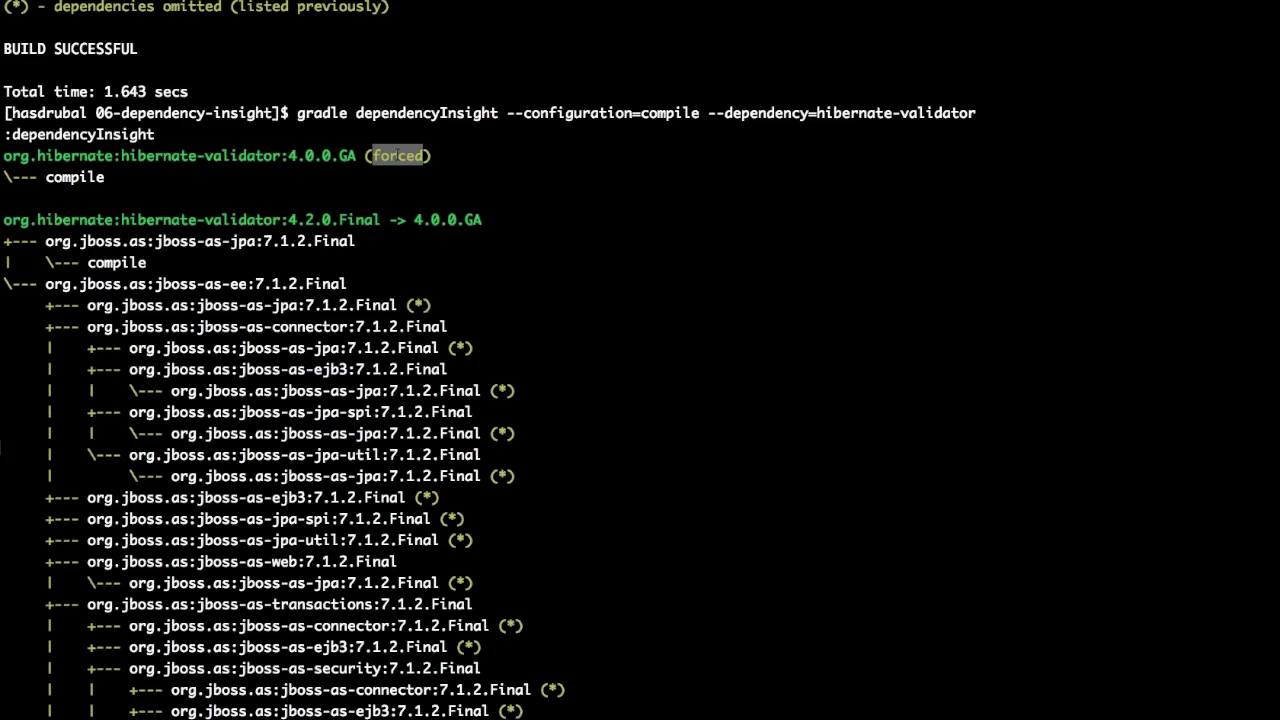 (*) - dependencies omitted (listed previously)
BUILD SUCCESSFUL
Total time: 1.643 secs
[hasdrubal 06-dependency-insight]$ gradle dependencyInsight --configuration=compile --dependency=hibernate-validator
:dependencyInsight
org.hibernate:hibernate-validator:4.0.0.GA (forced)
\--- compile
org.hibernate:hibernate-validator:4.2.0.Final -> 4.0.0.GA
+--- org.jboss.as:jboss-as-jpa:7.1.2.Final
|    \--- compile
\--- org.jboss.as:jboss-as-ee:7.1.2.Final
     +--- org.jboss.as:jboss-as-jpa:7.1.2.Final (*)
     +--- org.jboss.as:jboss-as-connector:7.1.2.Final
     |    +--- org.jboss.as:jboss-as-jpa:7.1.2.Final (*)
     |    +--- org.jboss.as:jboss-as-ejb3:7.1.2.Final
     |    |    \--- org.jboss.as:jboss-as-jpa:7.1.2.Final (*)
     |    +--- org.jboss.as:jboss-as-jpa-spi:7.1.2.Final
     |    |    \--- org.jboss.as:jboss-as-jpa:7.1.2.Final (*)
     |    \--- org.jboss.as:jboss-as-jpa-util:7.1.2.Final
     |         \--- org.jboss.as:jboss-as-jpa:7.1.2.Final (*)
     +--- org.jboss.as:jboss-as-ejb3:7.1.2.Final (*)
     +--- org.jboss.as:jboss-as-jpa-spi:7.1.2.Final (*)
     +--- org.jboss.as:jboss-as-jpa-util:7.1.2.Final (*)
     +--- org.jboss.as:jboss-as-web:7.1.2.Final
     |    \--- org.jboss.as:jboss-as-jpa:7.1.2.Final (*)
     +--- org.jboss.as:jboss-as-transactions:7.1.2.Final
     |    +--- org.jboss.as:jboss-as-connector:7.1.2.Final (*)
     |    +--- org.jboss.as:jboss-as-ejb3:7.1.2.Final (*)
     |    +--- org.jboss.as:jboss-as-security:7.1.2.Final
     |    |    +--- org.jboss.as:jboss-as-connector:7.1.2.Final (*)
     |    |    +--- org.jboss.as:jboss-as-ejb3:7.1.2.Final (*)